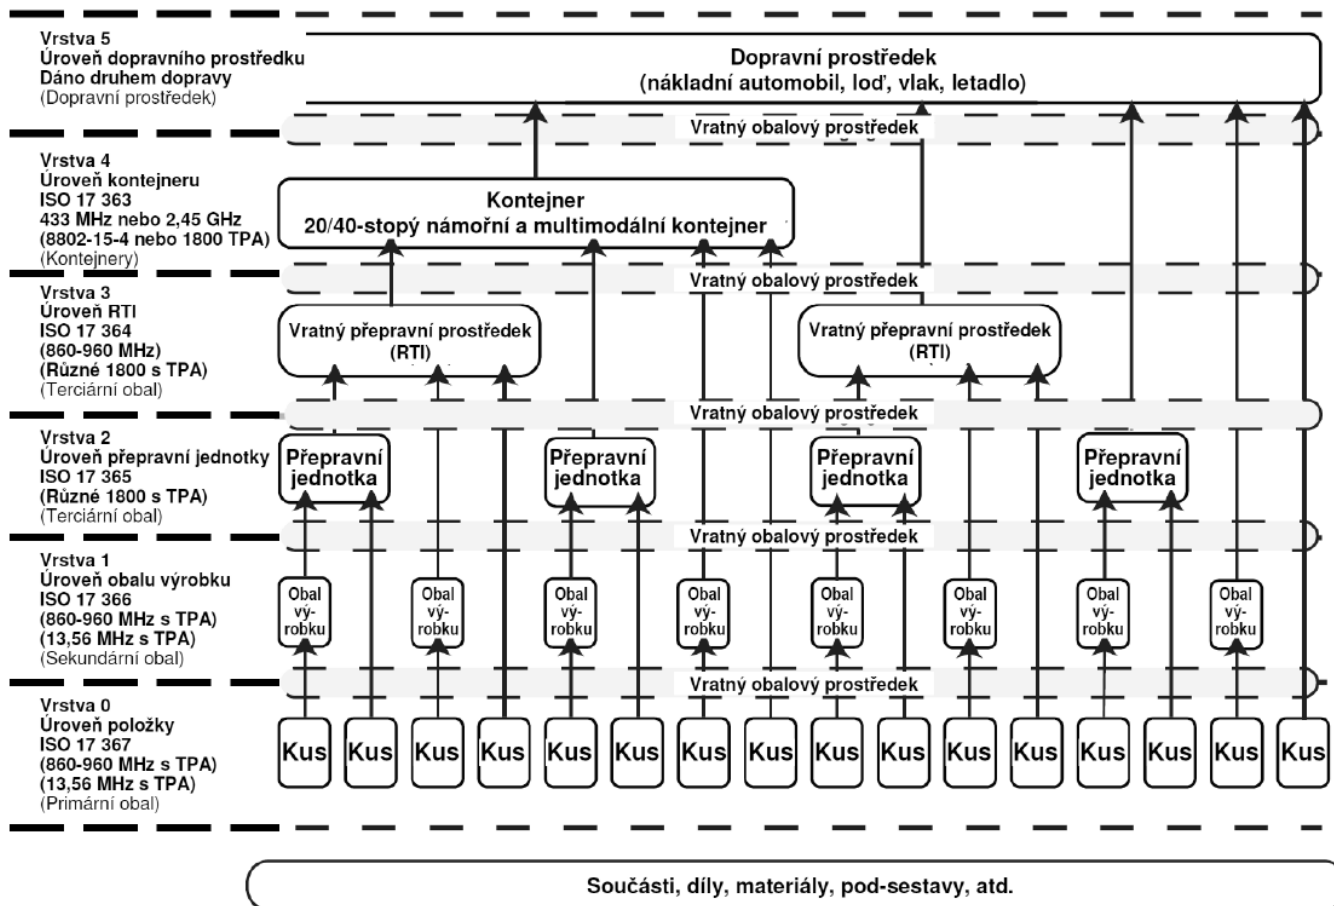 Vrstva 5
Úroveň dopravního prostředku
Dáno druhem dopravy
(Dopravní prostředek)
Dopravní prostředek
(nákladní automobil, loď, vlak, letadlo)
Vratný obalový prostředek
Vrstva 4
Úroveň kontejneru
ISO 17 363
433 MHz nebo 2,45 GHz
(8802-15-4 nebo 1800 TPA)
(Kontejnery)
Kontejner
20/40-stopý námořní a multimodální kontejner
Vratný obalový prostředek
Vrstva 3
Úroveň RTI
ISO 17 364
(860-960 MHz)
(Různé 1800 s TPA)
(Terciární obal)
Vratný přepravní prostředek
(RTI)
Vratný přepravní prostředek
(RTI)
Vratný obalový prostředek
Vrstva 2
Úroveň přepravní jednotky
ISO 17 365
(Různé 1800 s TPA)
(Terciární obal)
Přepravní
jednotka
Přepravní
jednotka
Přepravní
jednotka
Přepravní
jednotka
Vratný obalový prostředek
Vrstva 1
Úroveň obalu výrobku
ISO 17 366
(860-960 MHz s TPA)
(13,56 MHz s TPA)
(Sekundární obal)
Obal
vý-
robku
Obal
vý-
robku
Obal
vý-
robku
Obal
vý-
robku
Obal
vý-
robku
Obal
vý-
robku
Obal
vý-
robku
Obal
vý-
robku
Vratný obalový prostředek
Vrstva 0
Úroveň položky
ISO 17 367
(860-960 MHz s TPA)
(13,56 MHz s TPA)
(Primární obal)
Kus Kus Kus Kus Kus Kus Kus Kus Kus Kus Kus Kus Kus Kus Kus Kus
Součásti, díly, materiály, pod-sestavy, atd.